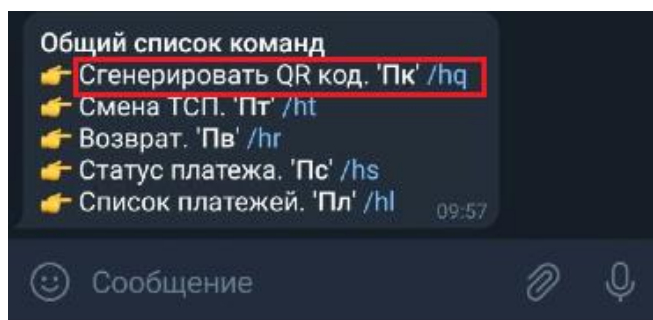 Общий список команд
👉 Сгенерировать QR код. 'Пк' /hq
👉 Смена ТСП. 'Пт' /ht
👉 Возврат. 'Пв' /hr
👉 Статус платежа. 'Пс' /hs
👉 Список платежей. 'Пл' /hl
09:57
Сообщение